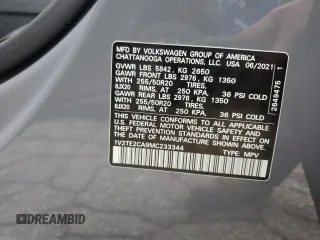 MFD BY VOLKSWAGEN GROUP OF AMERICA
CHATTANOOGA OPERATIONS, LLC. USA 06/2021
GVWR LBS 5842, KG 2650
GAWR FRONT LBS 2976, KG 1350
255/50R20 TIRES,
8JX20 RIMS, AT 250 KPA, 36 PSI COLD
GAWR REAR LBS 2976, KG 1350
255/50R20 TIRES,
8JX20 RIMS, AT 250 KPA, 36 PSI COLD
THIS VEHICLE CONFORMS TO ALL APPLICABLE
FEDERAL MOTOR VEHICLE SAFETY AND
THEFT PREVENTION STANDARDS IN EFFECT ON THE
DATE OF MANUFACTURE SHOWN ABOVE.
1V2TE2CA9MC233344 TYPE: MPV
2649475 1
DREAMBID